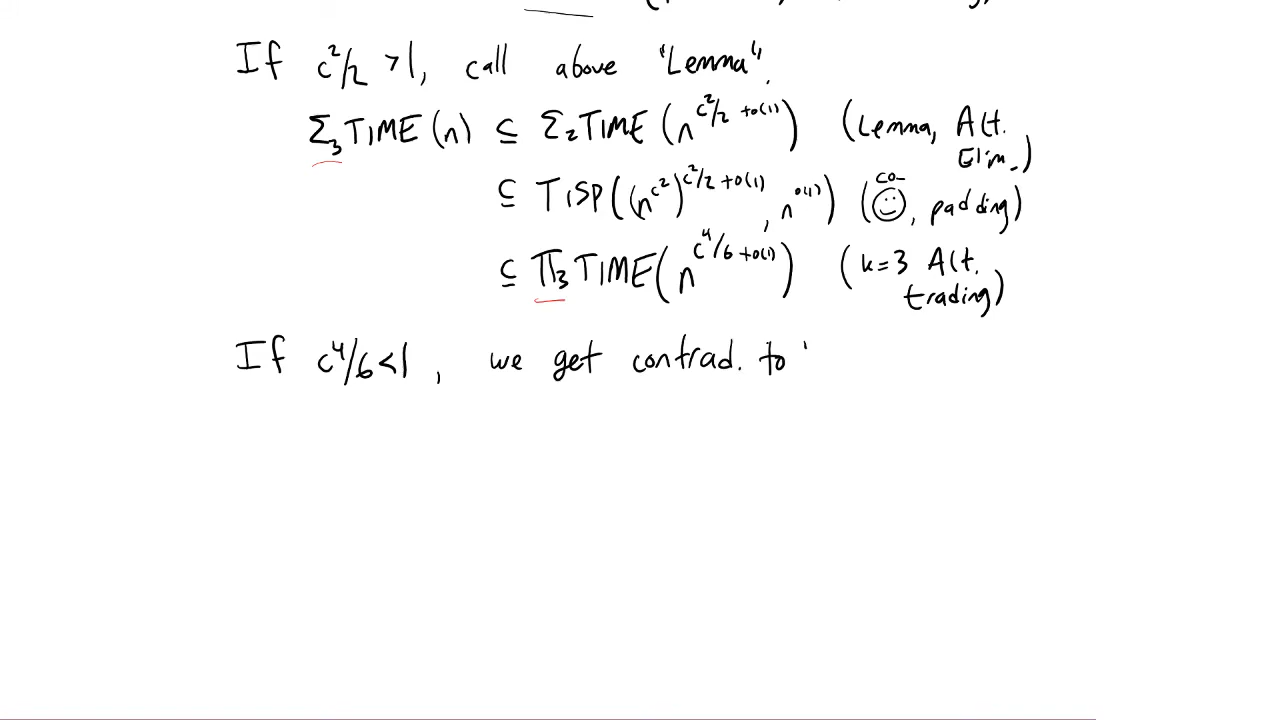 If c²/2 >1, call above "Lemma".
Σ₃TIME(n) ⊆ Σ₂TIME(n^{c²/2 +o(1)}) (Lemma, Alt. Elim.)
⊆ TiSP((n^{c²})^{c²/2 +o(1)}, n^{o(1)}) (co-☺, padding)
⊆ Π₃TIME(n^{c⁴/6 +o(1)}) (k=3 Alt. trading)
If c⁴/6<1, we get contrad. to '